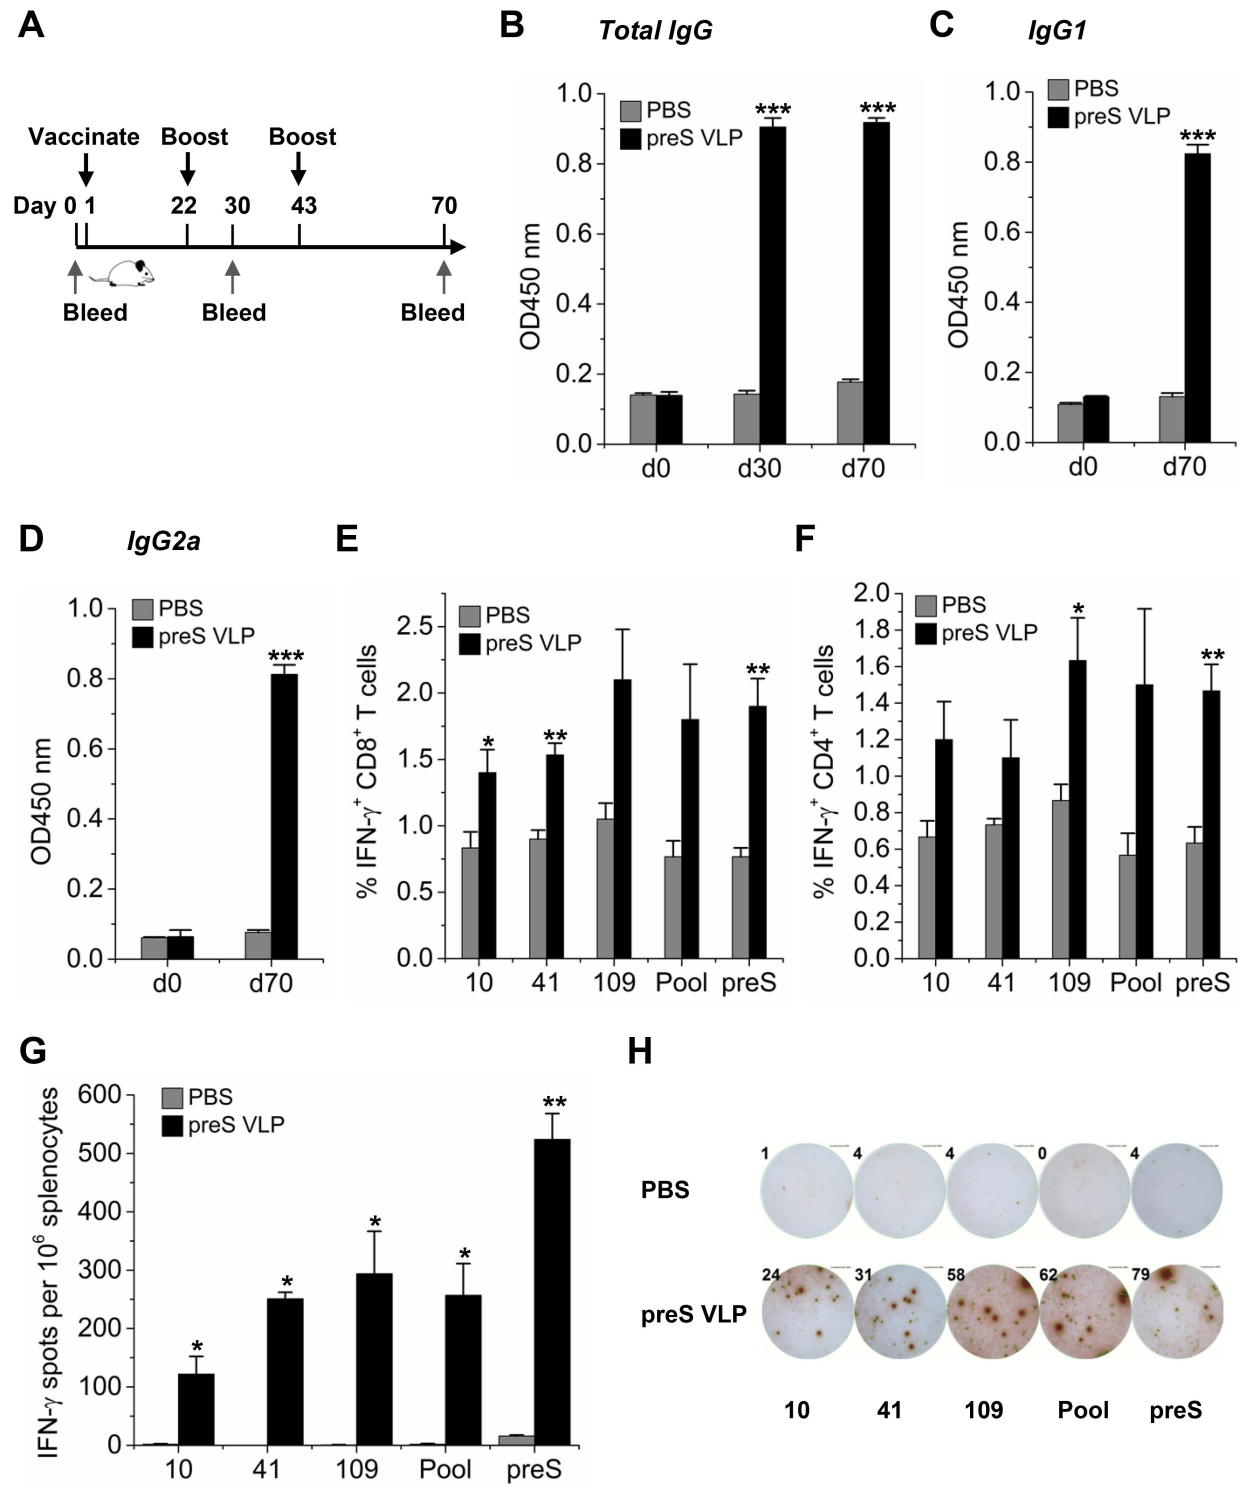 A
Vaccinate Boost Boost
Day 0 1 22 30 43 70
Bleed Bleed Bleed
B Total IgG
PBS
preS VLP
*** ***
OD450 nm
1.0
0.8
0.6
0.4
0.2
0.0
d0 d30 d70
C IgG1
PBS
preS VLP
***
OD450 nm
1.0
0.8
0.6
0.4
0.2
0.0
d0 d70
D IgG2a
PBS
preS VLP
***
OD450 nm
1.0
0.8
0.6
0.4
0.2
0.0
d0 d70
E
PBS
preS VLP
* ** **
% IFN-γ⁺ CD8⁺ T cells
2.5
2.0
1.5
1.0
0.5
0.0
10 41 109 Pool preS
F
PBS
preS VLP
* **
% IFN-γ⁺ CD4⁺ T cells
2.0
1.8
1.6
1.4
1.2
1.0
0.8
0.6
0.4
0.2
0.0
10 41 109 Pool preS
G
PBS
preS VLP
* * * * **
IFN-γ spots per 10⁶ splenocytes
600
500
400
300
200
100
0
10 41 109 Pool preS
H
1 4 4 0 4
PBS
24 31 58 62 79
preS VLP
10 41 109 Pool preS